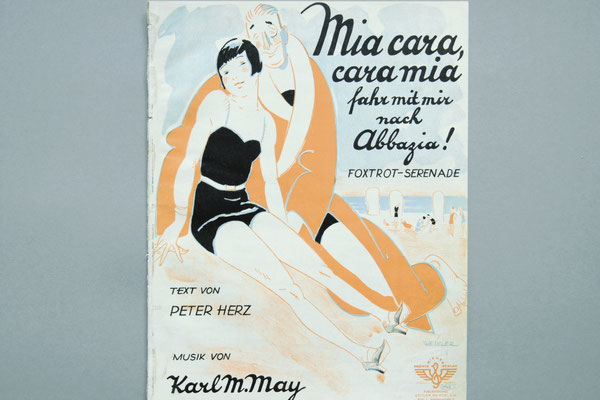 Mia cara,
cara mia
fahr mit mir
nach
Abbazia!
FOXTROT-SERENADE
TEXT VON
PETER HERZ
MUSIK VON
Karl M. May